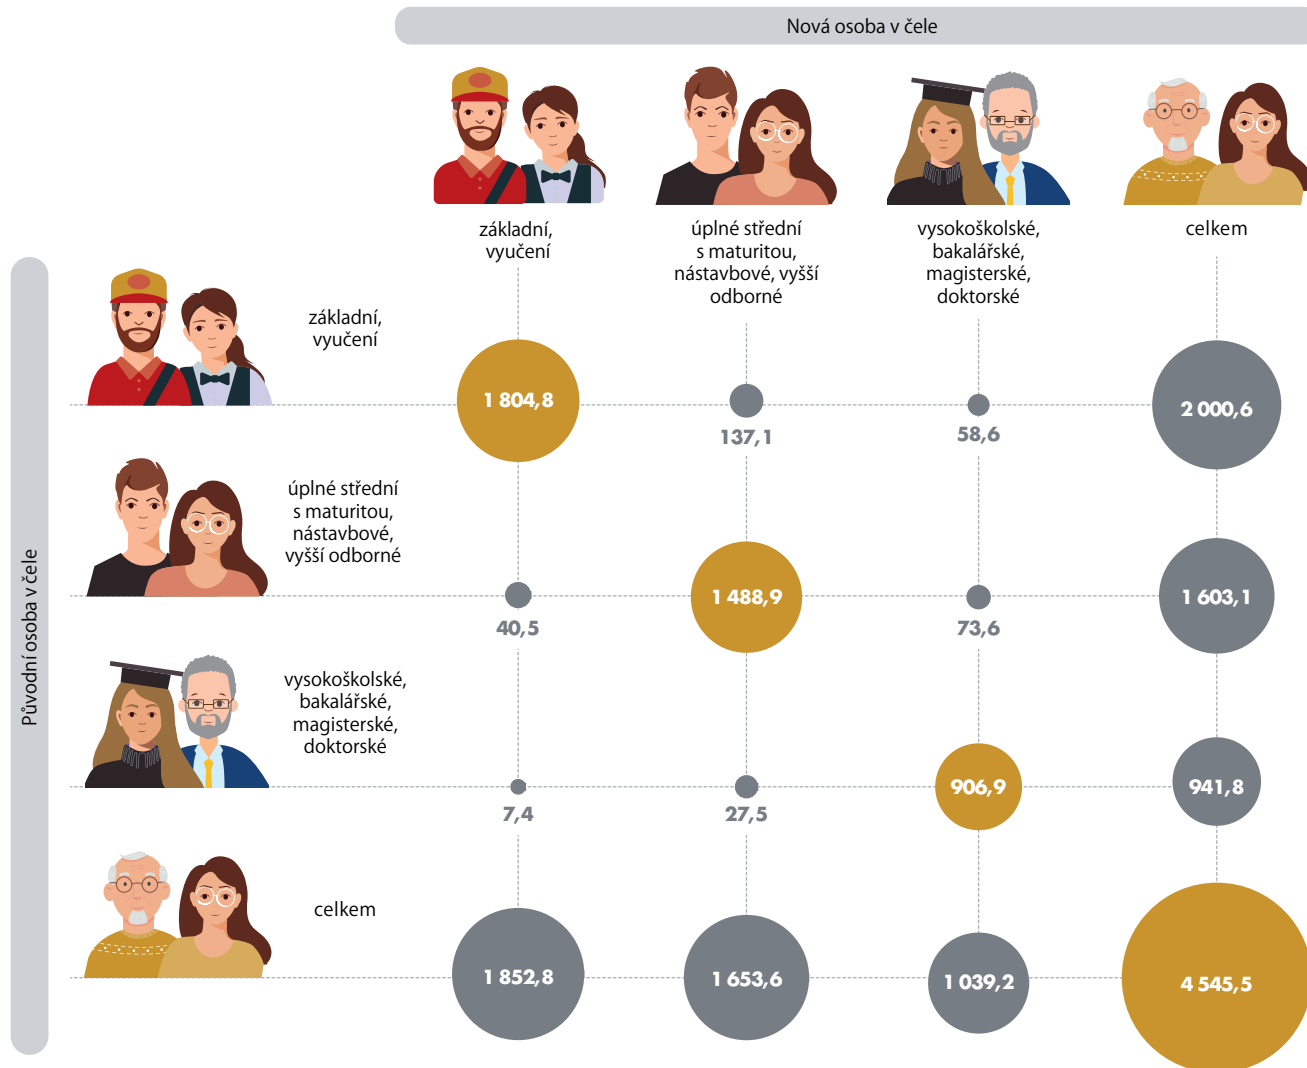 Nová osoba v čele
základní,
vyučení
úplné střední
s maturitou,
nástavbové, vyšší
odborné
vysokoškolské,
bakalářské,
magisterské,
doktorské
celkem
Původní osoba v čele
základní,
vyučení
1 804,8
137,1
58,6
2 000,6
úplné střední
s maturitou,
nástavbové,
vyšší odborné
40,5
1 488,9
73,6
1 603,1
vysokoškolské,
bakalářské,
magisterské,
doktorské
7,4
27,5
906,9
941,8
celkem
1 852,8
1 653,6
1 039,2
4 545,5